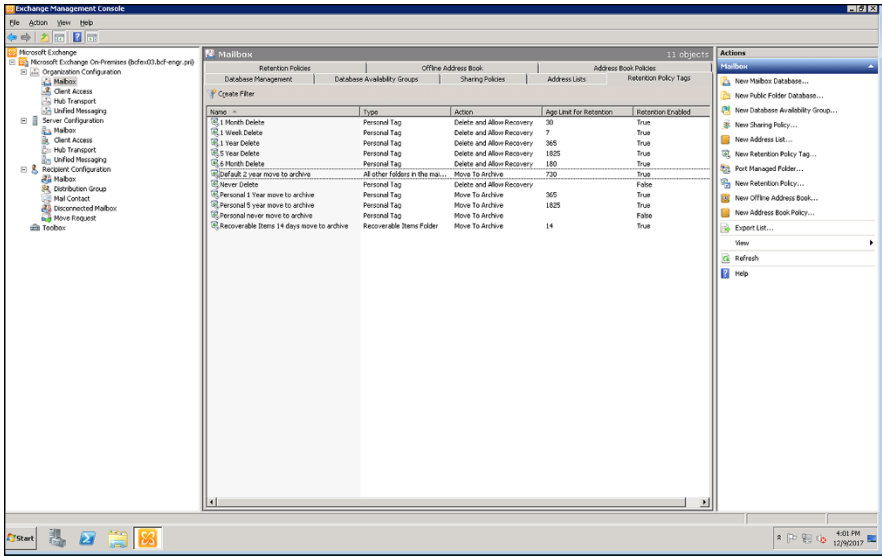 Exchange Management Console
File Action View Help
Microsoft Exchange
Microsoft Exchange On-Premises (bcfex03.bcf-engr.pri)
Organization Configuration
Mailbox
Client Access
Hub Transport
Unified Messaging
Server Configuration
Mailbox
Client Access
Hub Transport
Unified Messaging
Recipient Configuration
Mailbox
Distribution Group
Mail Contact
Disconnected Mailbox
Move Request
Toolbox
Mailbox 11 objects
Retention Policies Offline Address Book Address Book Policies
Database Management Database Availability Groups Sharing Policies Address Lists Retention Policy Tags
Create Filter
Name Type Action Age Limit for Retention Retention Enabled
1 Month Delete Personal Tag Delete and Allow Recovery 30 True
1 Week Delete Personal Tag Delete and Allow Recovery 7 True
1 Year Delete Personal Tag Delete and Allow Recovery 365 True
5 Year Delete Personal Tag Delete and Allow Recovery 1825 True
6 Month Delete Personal Tag Delete and Allow Recovery 180 True
Default 2 year move to archive All other folders in the mai... Move To Archive 730 True
Never Delete Personal Tag Delete and Allow Recovery False
Personal 1 Year move to archive Personal Tag Move To Archive 365 True
Personal 5 year move to archive Personal Tag Move To Archive 1825 True
Personal never move to archive Personal Tag Move To Archive False
Recoverable Items 14 days move to archive Recoverable Items Folder Move To Archive 14 True
Actions
Mailbox
New Mailbox Database...
New Public Folder Database...
New Database Availability Group...
New Sharing Policy...
New Address List...
New Retention Policy Tag...
Port Managed Folder...
New Retention Policy...
New Offline Address Book...
New Address Book Policy...
Export List...
View
Refresh
Help
Start
4:01 PM
12/9/2017